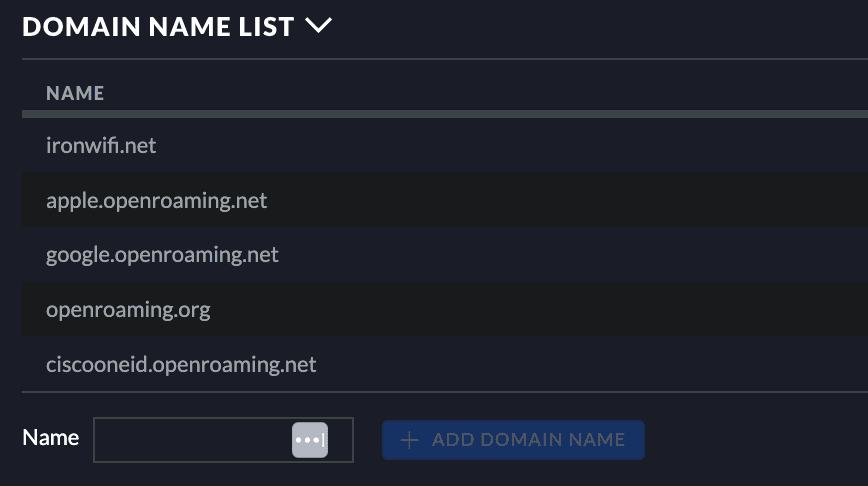 DOMAIN NAME LIST
NAME
ironwifi.net
apple.openroaming.net
google.openroaming.net
openroaming.org
ciscooneid.openroaming.net
Name
+ ADD DOMAIN NAME